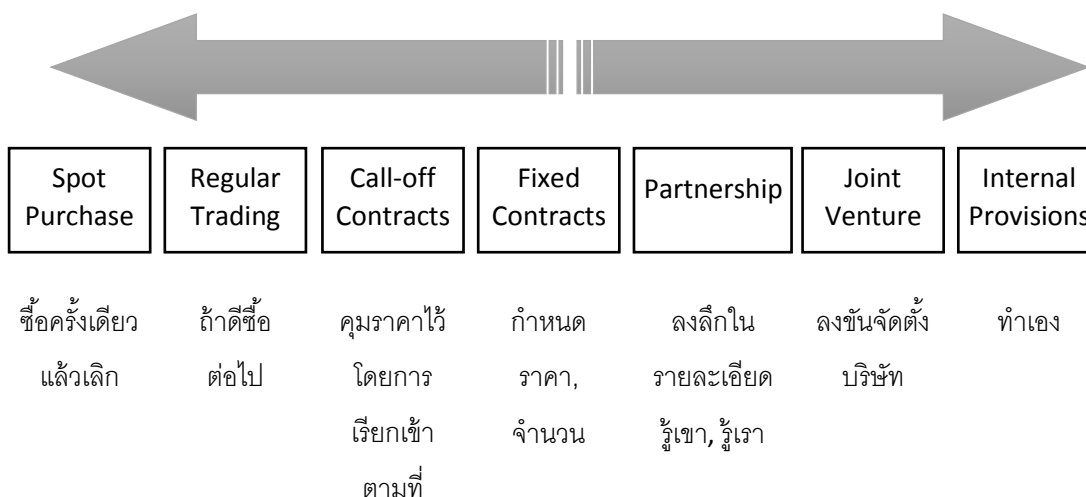 Spot
Purchase
Regular
Trading
Call-off
Contracts
Fixed
Contracts
Partnership
Joint
Venture
Internal
Provisions
ซื้อครั้งเดียว
แล้วเลิก
ถ้าดีซื้อ
ต่อไป
คุมราคาไว้
โดยการ
เรียกเข้า
ตามที่
กำหนด
ราคา,
จำนวน
ลงลึกใน
รายละเอียด
รู้เขา, รู้เรา
ลงขันจัดตั้ง
บริษัท
ทำเอง